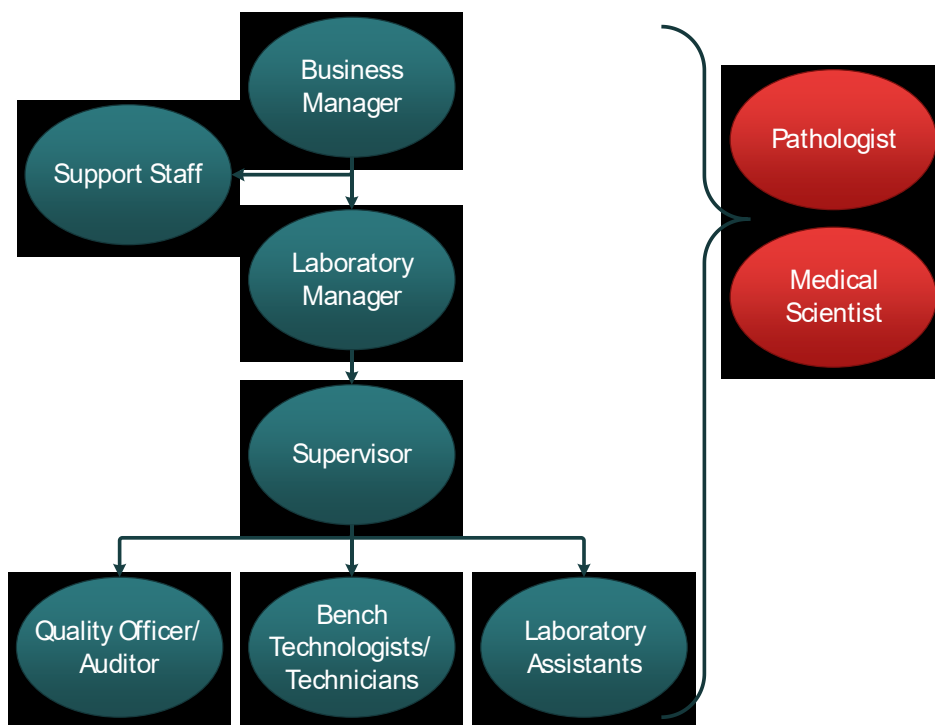 Business
Manager
Pathologist
Support Staff
Laboratory
Manager
Medical
Scientist
Supervisor
Quality Officer/
Auditor
Bench
Technologists/
Technicians
Laboratory
Assistants